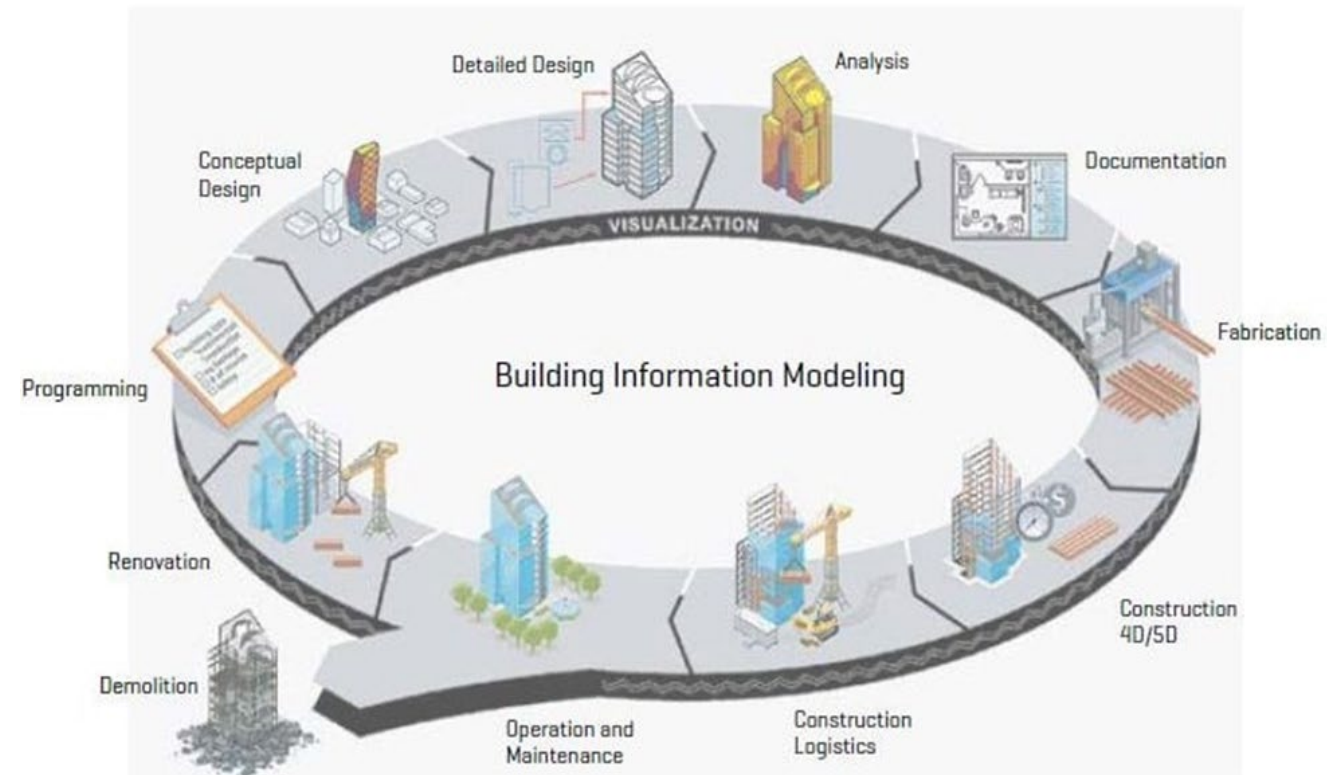 Detailed Design
Analysis
Conceptual
Design
Documentation
VISUALIZATION
Fabrication
Programming
Building Information Modeling
Renovation
Construction
4D/5D
Demolition
Operation and
Maintenance
Construction
Logistics
$